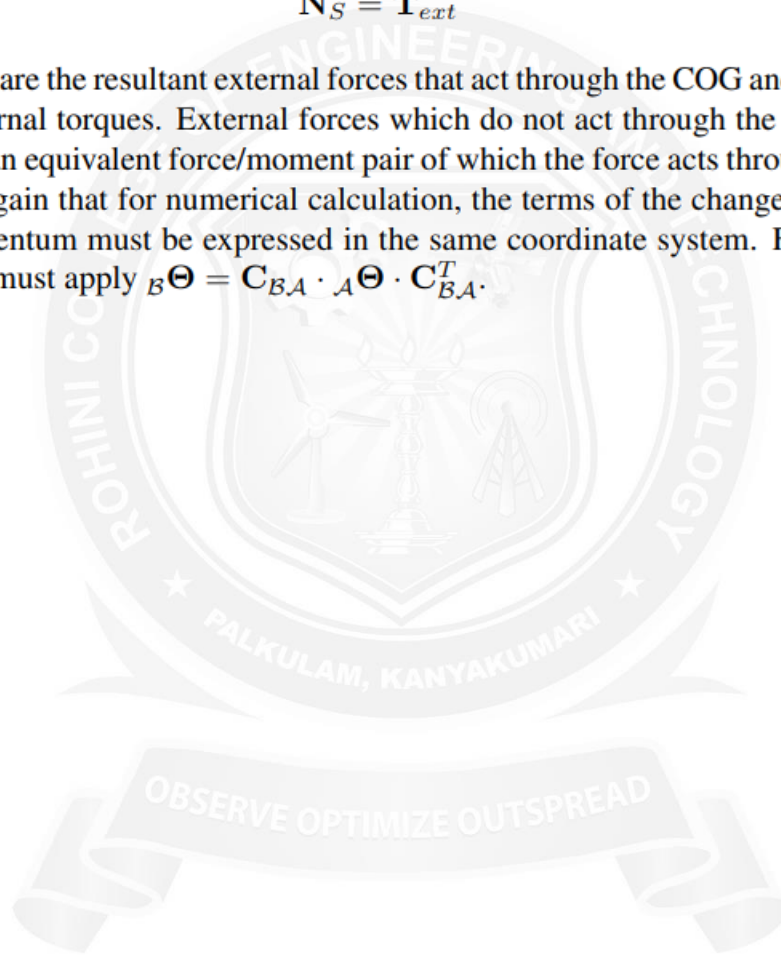 N_S = T_ext
are the resultant external forces that act through the COG an
rnal torques. External forces which do not act through the
n equivalent force/moment pair of which the force acts thro
gain that for numerical calculation, the terms of the change
entum must be expressed in the same coordinate system.
must apply _BΘ = C_BA · _AΘ · C_BA^T.
ROHINI COLLEGE OF ENGINEERING AND TECHNOLOGY
PALKULAM, KANYAKUMARI
OBSERVE OPTIMIZE OUTSPREAD